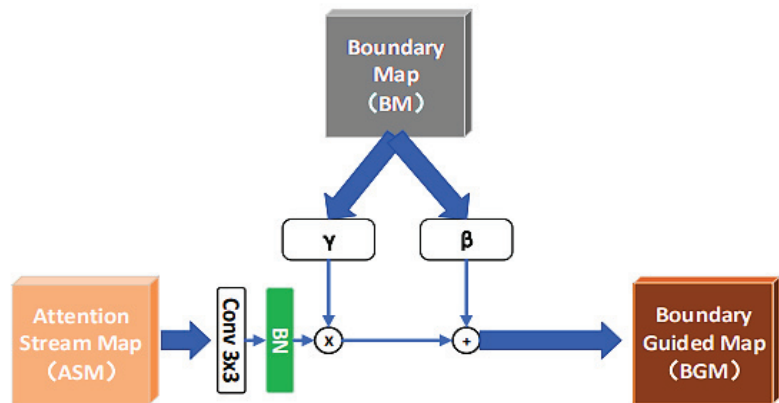 Boundary
Map
（BM）
γ
β
Attention
Stream Map
（ASM）
Conv 3x3
BN
x
+
Boundary
Guided Map
（BGM）